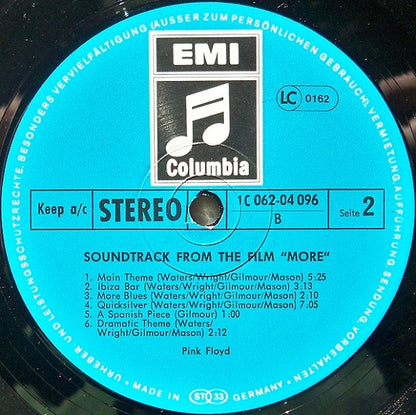 EMI
Columbia
LC 0162
Keep a/c
STEREO
1C 062-04 096
B
Seite 2
SOUNDTRACK FROM THE FILM "MORE"
1. Main Theme (Waters/Wright/Gilmour/Mason) 5:25
2. Ibiza Bar (Waters/Wright/Gilmour/Mason) 3:13
3. More Blues (Waters/Wright/Gilmour/Mason) 2:10
4. Quicksilver (Waters/Wright/Gilmour/Mason) 7:05
5. A Spanish Piece (Gilmour) 1:00
6. Dramatic Theme (Waters/
Wright/Gilmour/Mason) 2:12
Pink Floyd
URHEBER- UND LEISTUNGSSCHUTZRECHTE, BESONDERS VERVIELFÄLTIGUNG (AUSSER ZUM PERSÖNLICHEN GEBRAUCH), VERMIETUNG, AUFFÜHRUNG, SENDUNG VORBEHALTEN
MADE IN STO 33 GERMANY